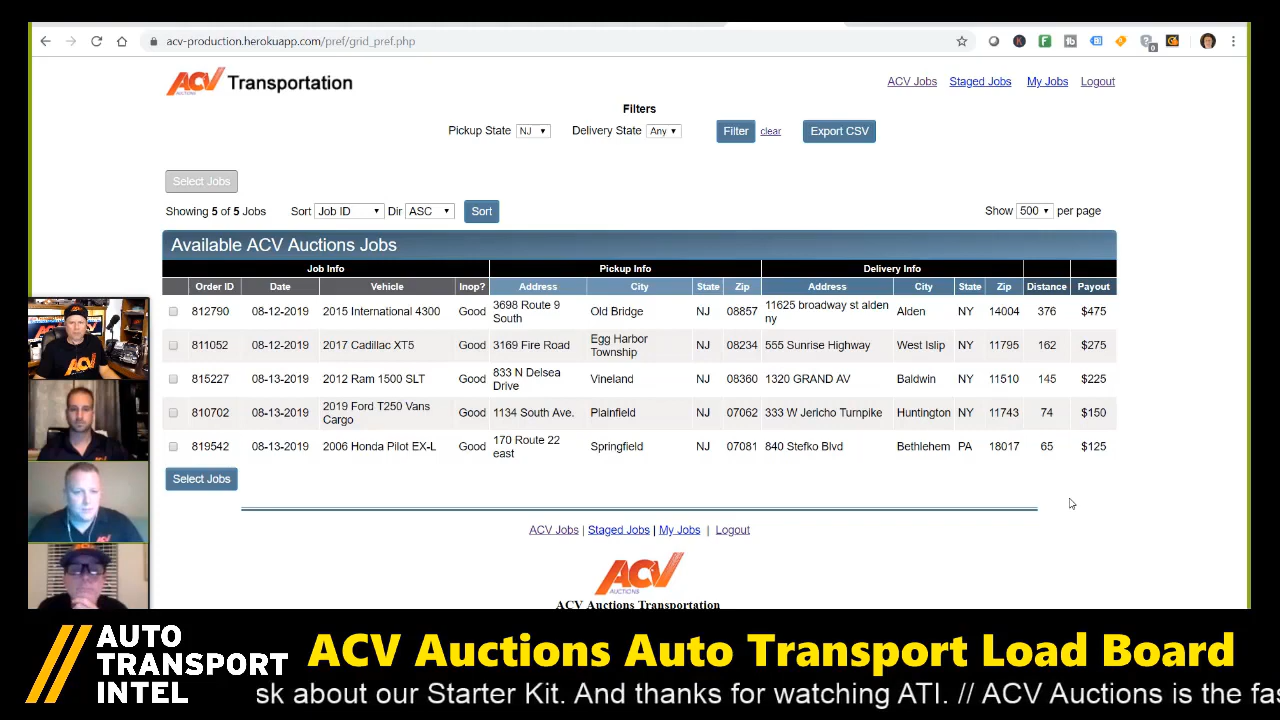 acv-production.herokuapp.com/pref/grid_pref.php
ACV AUCTIONS Transportation
ACV Jobs Staged Jobs My Jobs Logout
Filters
Pickup State NJ Delivery State Any Filter clear Export CSV
Select Jobs
Showing 5 of 5 Jobs Sort Job ID Dir ASC Sort Show 500 per page
Available ACV Auctions Jobs
Job Info Pickup Info Delivery Info
Order ID Date Vehicle Inop? Address City State Zip Address City State Zip Distance Payout
812790 08-12-2019 2015 International 4300 Good 3698 Route 9 South Old Bridge NJ 08857 11625 broadway st alden ny Alden NY 14004 376 $475
811052 08-12-2019 2017 Cadillac XT5 Good 3169 Fire Road Egg Harbor Township NJ 08234 555 Sunrise Highway West Islip NY 11795 162 $275
815227 08-13-2019 2012 Ram 1500 SLT Good 833 N Delsea Drive Vineland NJ 08360 1320 GRAND AV Baldwin NY 11510 145 $225
810702 08-13-2019 2019 Ford T250 Vans Cargo Good 1134 South Ave. Plainfield NJ 07062 333 W Jericho Turnpike Huntington NY 11743 74 $150
819542 08-13-2019 2006 Honda Pilot EX-L Good 170 Route 22 east Springfield NJ 07081 840 Stefko Blvd Bethlehem PA 18017 65 $125
Select Jobs
ACV Jobs | Staged Jobs | My Jobs | Logout
ACV
AUCTIONS
ACV Auctions Transportation
AUTO
TRANSPORT
INTEL
ACV Auctions Auto Transport Load Board
sk about our Starter Kit. And thanks for watching ATI. // ACV Auctions is the fas